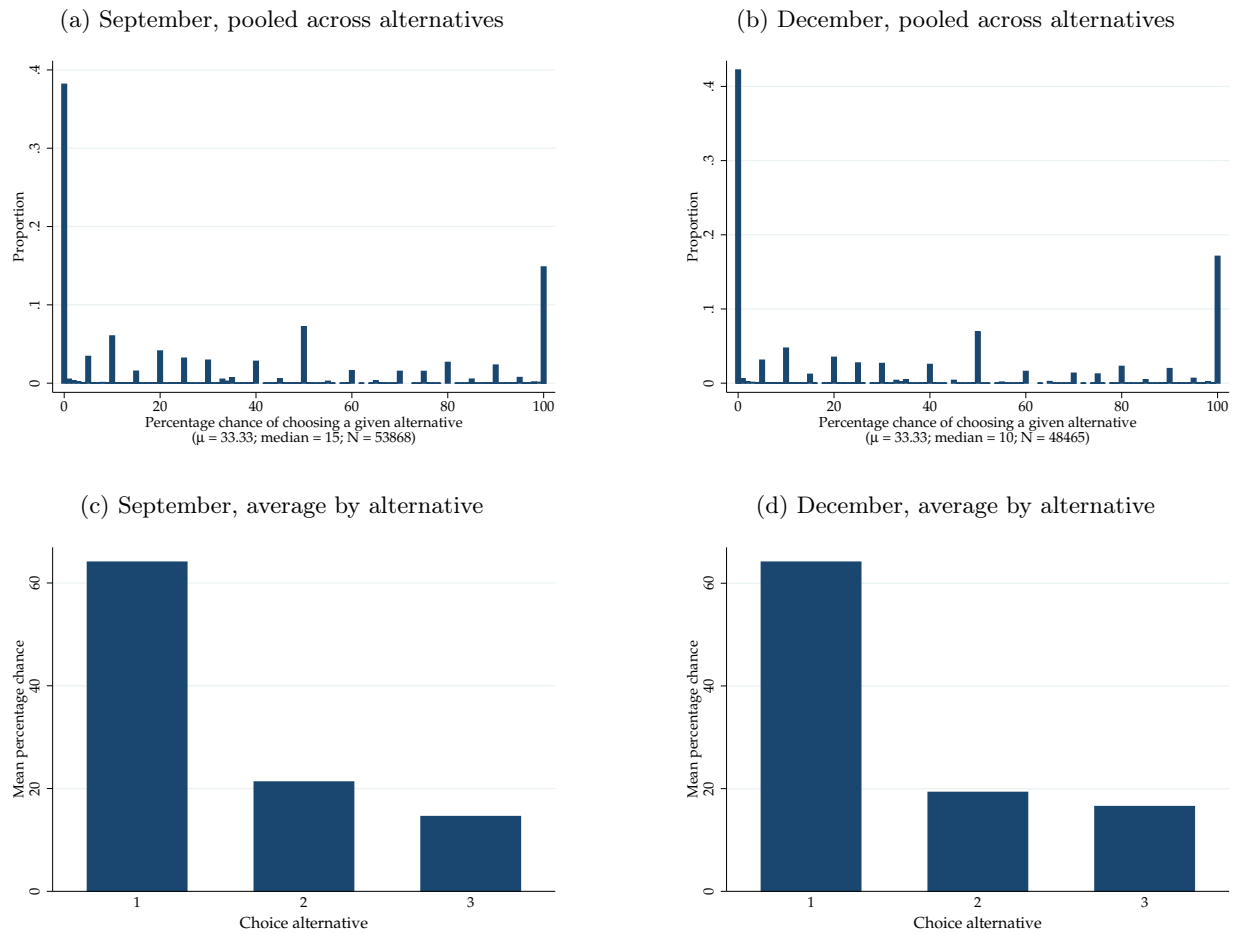 (a) September, pooled across alternatives
Proportion
.4
.3
.2
.1
0
0 20 40 60 80 100
Percentage chance of choosing a given alternative
(μ = 33.33; median = 15; N = 53868)
(b) December, pooled across alternatives
Proportion
.4
.3
.2
.1
0
0 20 40 60 80 100
Percentage chance of choosing a given alternative
(μ = 33.33; median = 10; N = 48465)
(c) September, average by alternative
Mean percentage chance
60
40
20
0
1 2 3
Choice alternative
(d) December, average by alternative
Mean percentage chance
60
40
20
0
1 2 3
Choice alternative